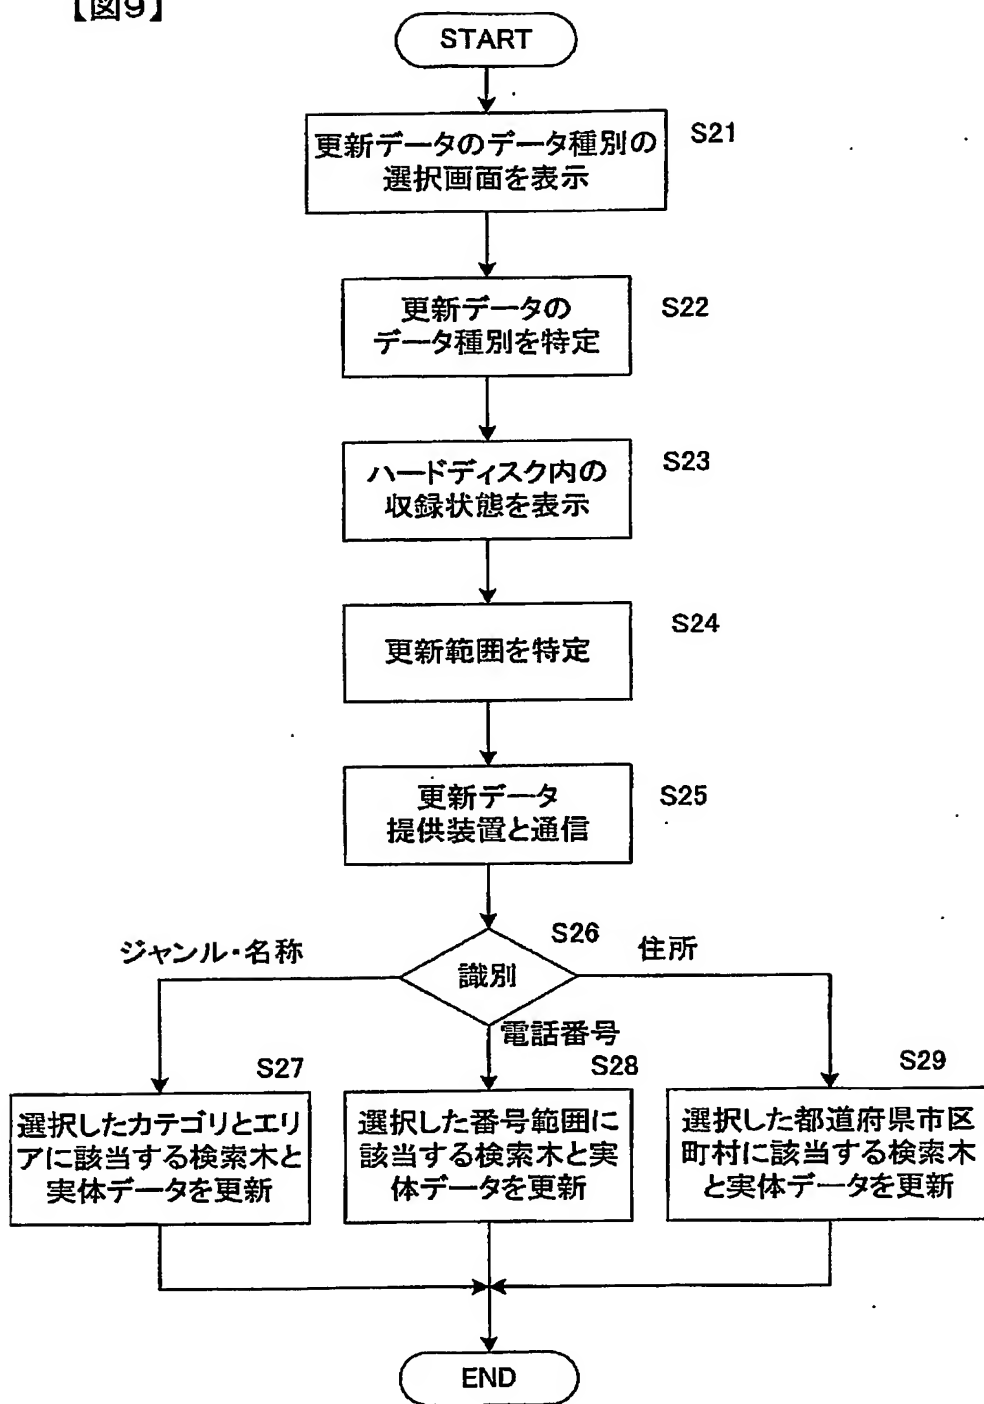 【図9】
START
更新データのデータ種別の
選択画面を表示
S21
更新データの
データ種別を特定
S22
ハードディスク内の
収録状態を表示
S23
更新範囲を特定
S24
更新データ
提供装置と通信
S25
S26
識別
ジャンル・名称
電話番号
住所
S27
選択したカテゴリとエリ
アに該当する検索木と
実体データを更新
S28
選択した番号範囲に
該当する検索木と実
体データを更新
S29
選択した都道府県市区
町村に該当する検索木
と実体データを更新
END